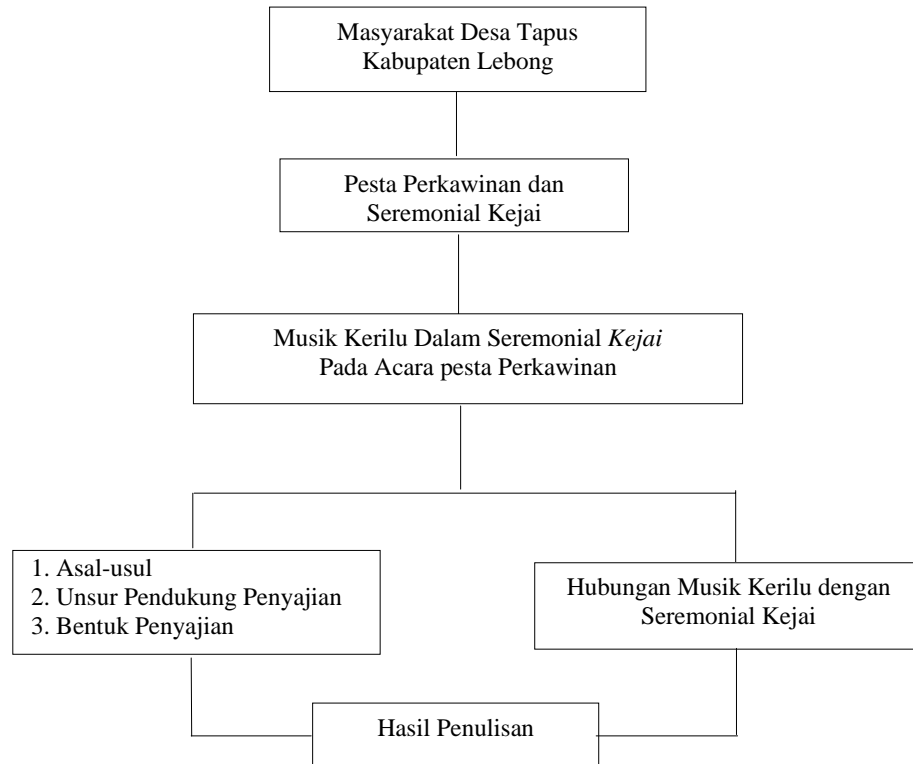 Masyarakat Desa Tapus
Kabupaten Lebong
Pesta Perkawinan dan
Seremonial Kejai
Musik Kerilu Dalam Seremonial Kejai
Pada Acara pesta Perkawinan
1. Asal-usul
2. Unsur Pendukung Penyajian
3. Bentuk Penyajian
Hubungan Musik Kerilu dengan
Seremonial Kejai
Hasil Penulisan